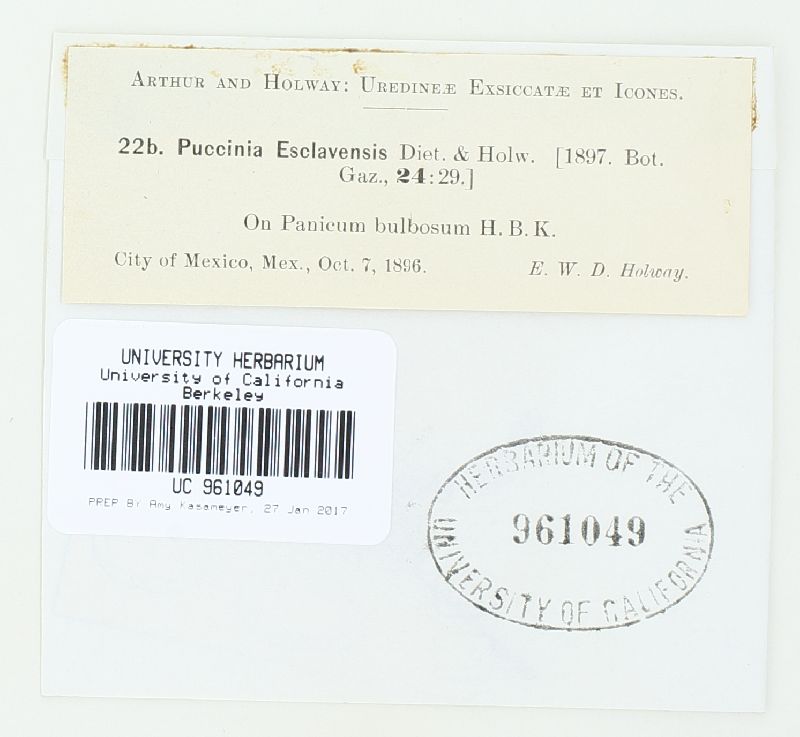 Arthur and Holway: Uredineæ Exsiccatæ et Icones.
22b. Puccinia Esclavensis Diet. & Holw. [1897. Bot.
Gaz., 24:29.]
On Panicum bulbosum H. B. K.
City of Mexico, Mex., Oct. 7, 1896. E. W. D. Holway.
UNIVERSITY HERBARIUM
University of California
Berkeley
UC 961049
PREP BY Amy Kasameyer, 27 Jan 2017
HERBARIUM OF THE
961049
UNIVERSITY OF CALIFORNIA